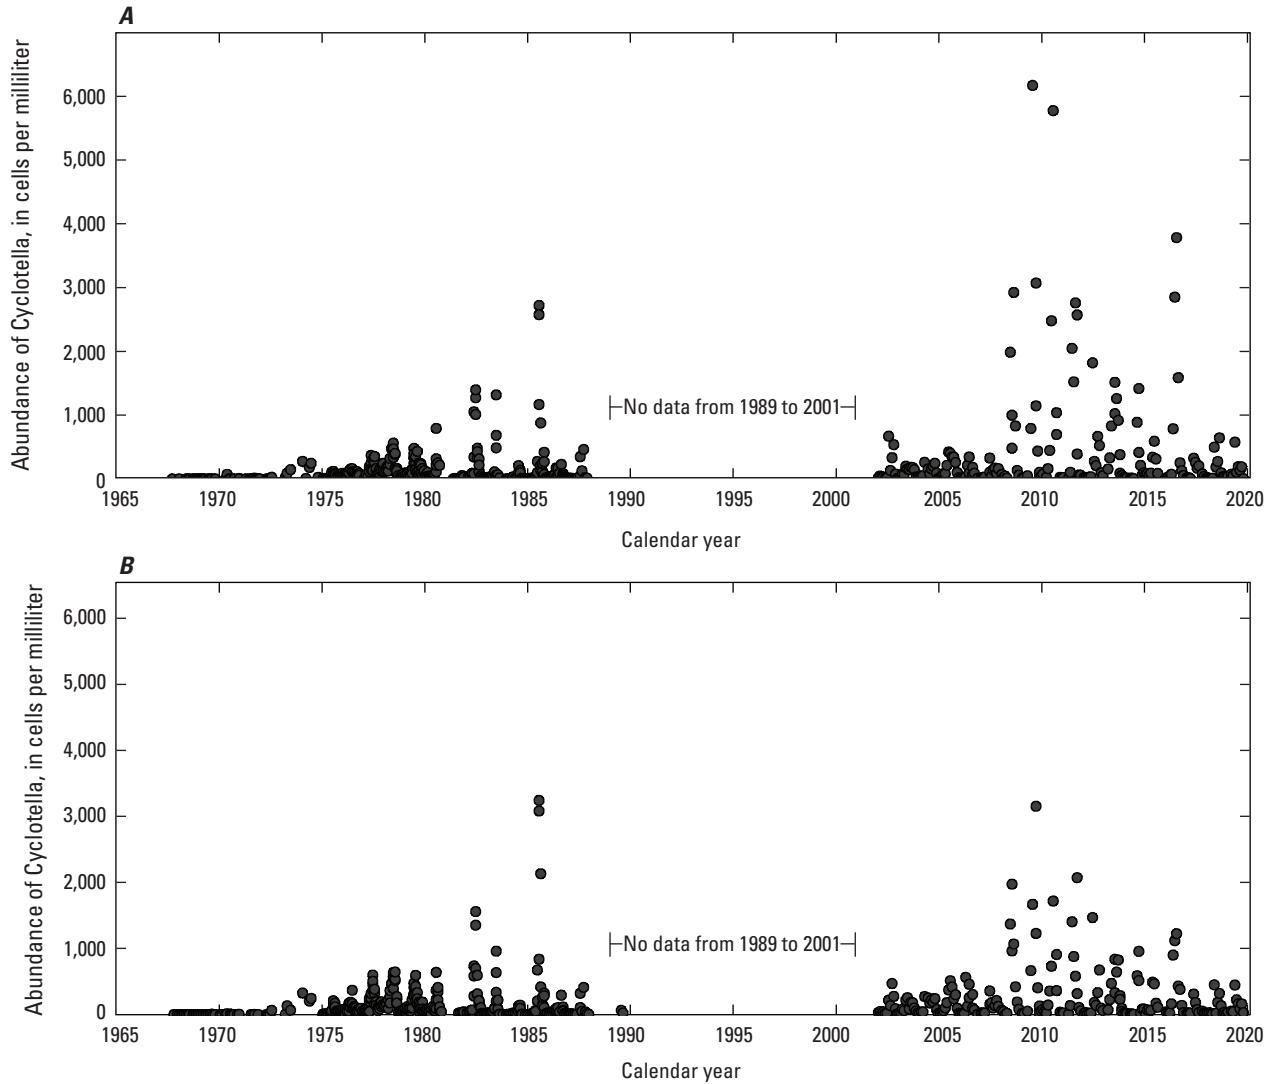 A
Abundance of Cyclotella, in cells per milliliter
6,000
5,000
4,000
3,000
2,000
1,000
0
No data from 1989 to 2001
1965 1970 1975 1980 1985 1990 1995 2000 2005 2010 2015 2020
Calendar year
B
Abundance of Cyclotella, in cells per milliliter
6,000
5,000
4,000
3,000
2,000
1,000
0
No data from 1989 to 2001
1965 1970 1975 1980 1985 1990 1995 2000 2005 2010 2015 2020
Calendar year